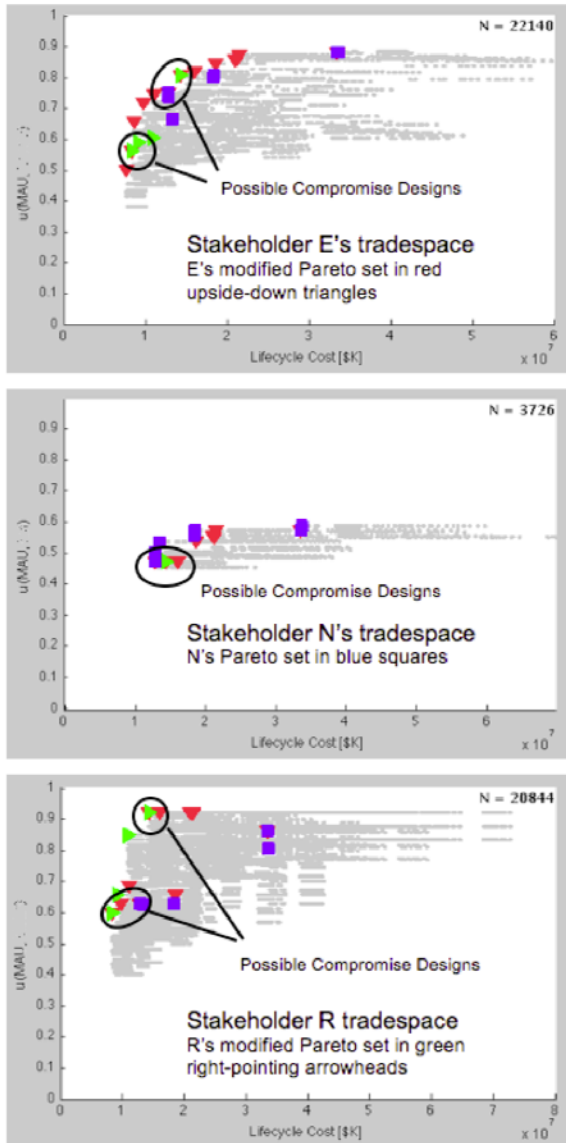 N = 22140
1
0.9
0.8
0.7
0.6
0.5
0.4
0.3
0.2
0.1
0
u(MAU,
Possible Compromise Designs
Stakeholder E's tradespace
E's modified Pareto set in red
upside-down triangles
0 1 2 3 4 5 6
Lifecycle Cost [$K]
x 10^7
N = 3726
0.9
0.8
0.7
0.6
0.5
0.4
0.3
0.2
0.1
0
u(MAU,
Possible Compromise Designs
Stakeholder N's tradespace
N's Pareto set in blue squares
0 1 2 3 4 5 6 7
Lifecycle Cost [$K]
x 10^7
N = 20844
1
0.9
0.8
0.7
0.6
0.5
0.4
0.3
0.2
0.1
0
u(MAU,
Possible Compromise Designs
Stakeholder R tradespace
R's modified Pareto set in green
right-pointing arrowheads
0 1 2 3 4 5 6 7 8
Lifecycle Cost [$K]
x 10^7